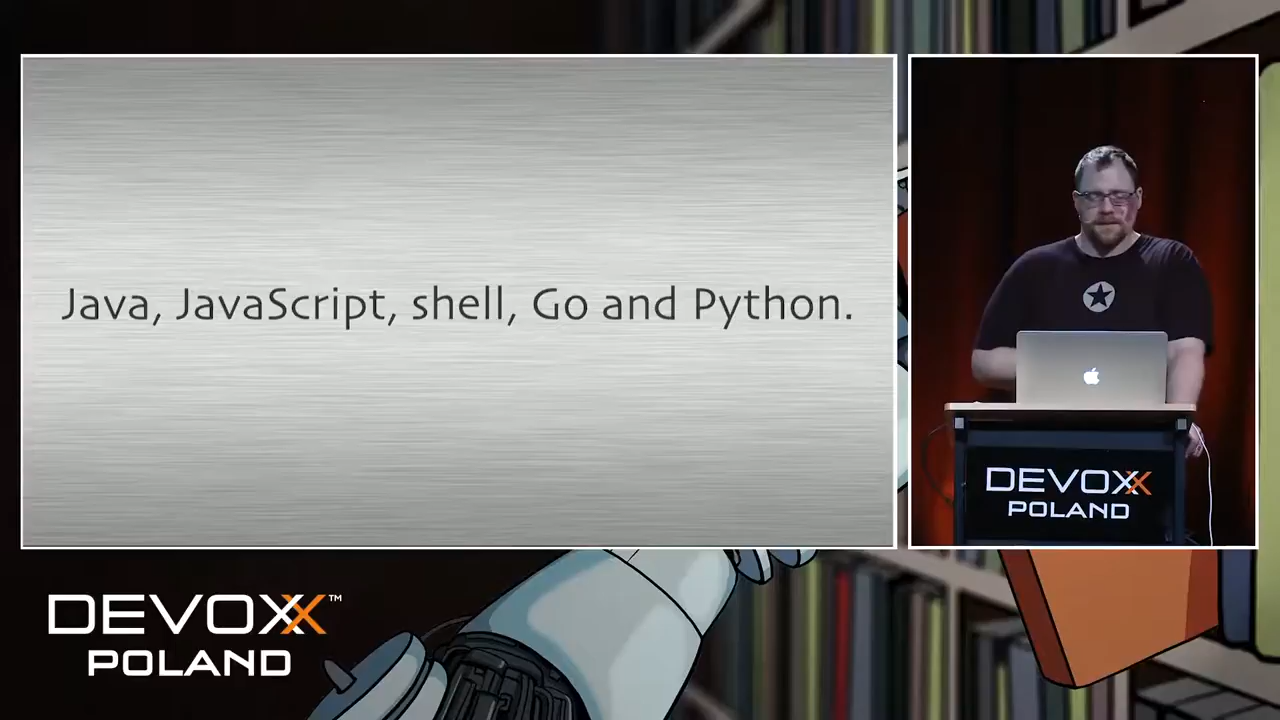 Java, JavaScript, shell, Go and Python.
DEVOXX
POLAND
DEVOXX™
POLAND